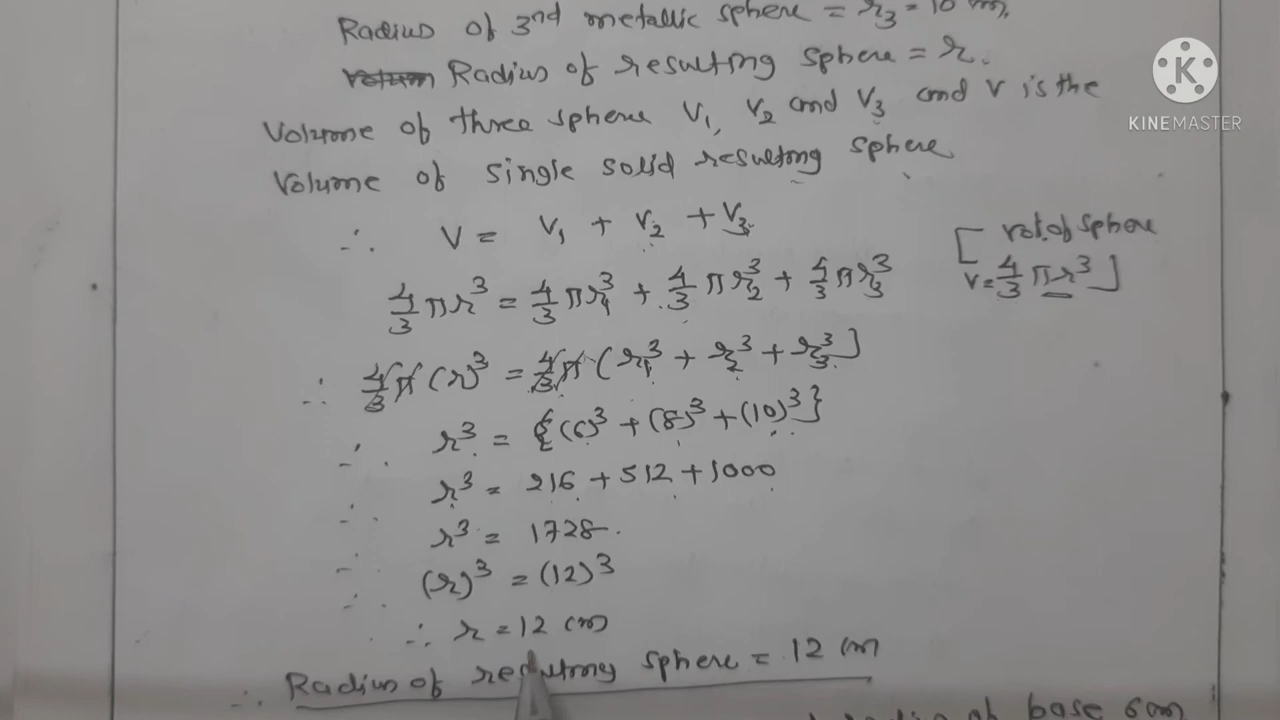 Radius of 3rd metallic sphere = r₃ = 10 cm.
Radius of resulting sphere = r.
KINEMASTER
Volume of three sphere V₁, V₂ and V₃ and V is the
Volume of single solid resulting sphere
∴ V = V₁ + V₂ + V₃
[ vol. of sphere
V = 4/3 πr³ ]
4/3 πr³ = 4/3 πr₁³ + 4/3 πr₂³ + 4/3 πr₃³
∴ 4/3 π (r)³ = 4/3 π (r₁³ + r₂³ + r₃³]
∴ r³ = {(6)³ + (8)³ + (10)³}
∴ r³ = 216 + 512 + 1000
∴ r³ = 1728.
∴ (r)³ = (12)³
∴ r = 12 cm
∴ Radius of resulting sphere = 12 cm
of base 6cm